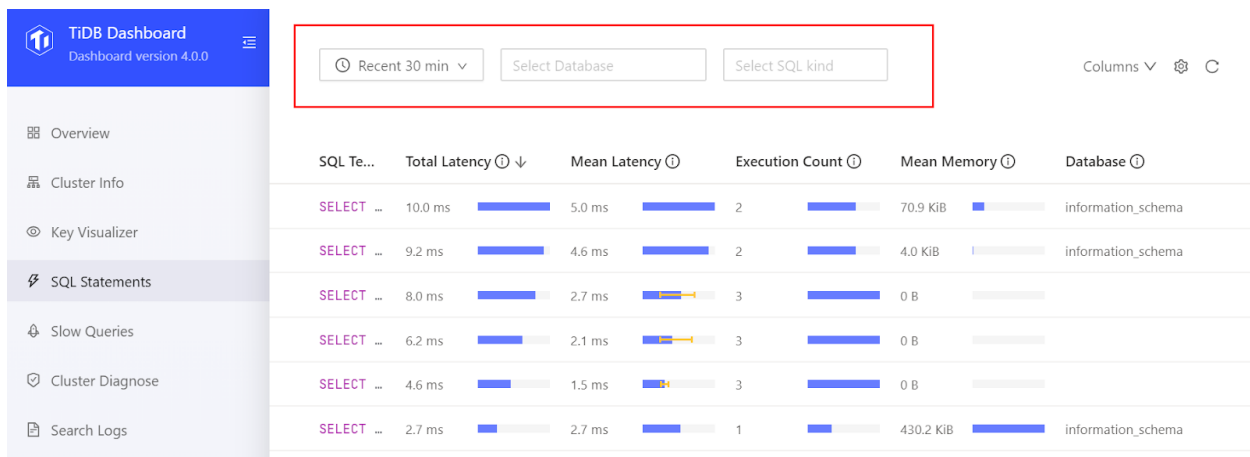 TiDB Dashboard
Dashboard version 4.0.0
Recent 30 min Select Database Select SQL kind Columns
Overview
Cluster Info
Key Visualizer
SQL Statements
Slow Queries
Cluster Diagnose
Search Logs
SQL Te... Total Latency Mean Latency Execution Count Mean Memory Database
SELECT … 10.0 ms 5.0 ms 2 70.9 KiB information_schema
SELECT … 9.2 ms 4.6 ms 2 4.0 KiB information_schema
SELECT … 8.0 ms 2.7 ms 3 0 B
SELECT … 6.2 ms 2.1 ms 3 0 B
SELECT … 4.6 ms 1.5 ms 3 0 B
SELECT … 2.7 ms 2.7 ms 1 430.2 KiB information_schema